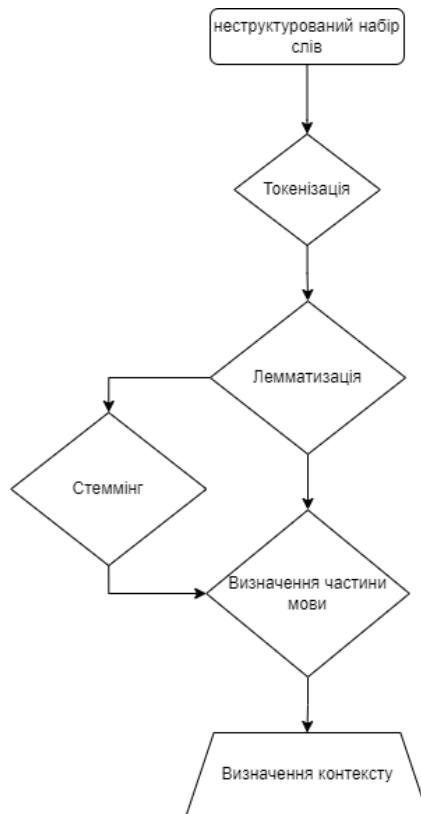 неструктурований набір
слів
Токенізація
Лемматизація
Стеммінг
Визначення частини
мови
Визначення контексту